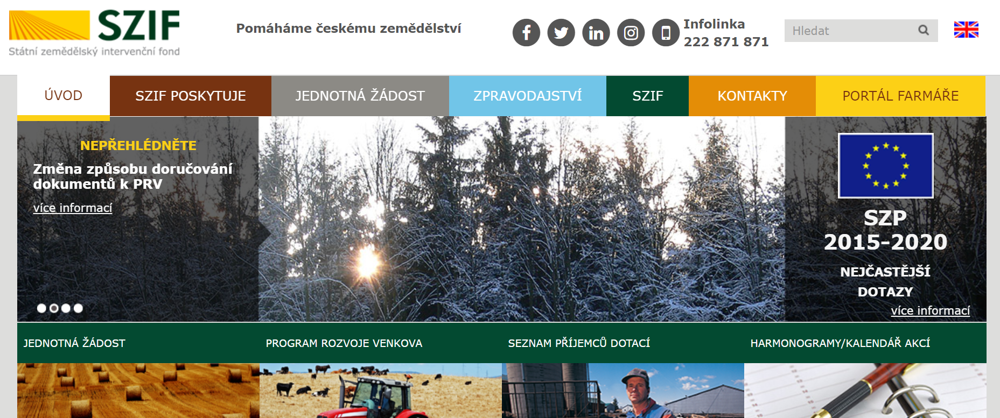 SZIF
Státní zemědělský intervenční fond
Pomáháme českému zemědělství
Infolinka
222 871 871
Hledat
ÚVOD
SZIF POSKYTUJE
JEDNOTNÁ ŽÁDOST
ZPRAVODAJSTVÍ
SZIF
KONTAKTY
PORTÁL FARMÁŘE
NEPŘEHLÉDNĚTE
Změna způsobu doručování
dokumentů k PRV
více informací
SZP
2015-2020
NEJČASTĚJŠÍ
DOTAZY
více informací
JEDNOTNÁ ŽÁDOST
PROGRAM ROZVOJE VENKOVA
SEZNAM PŘÍJEMCŮ DOTACÍ
HARMONOGRAMY/KALENDÁŘ AKCÍ